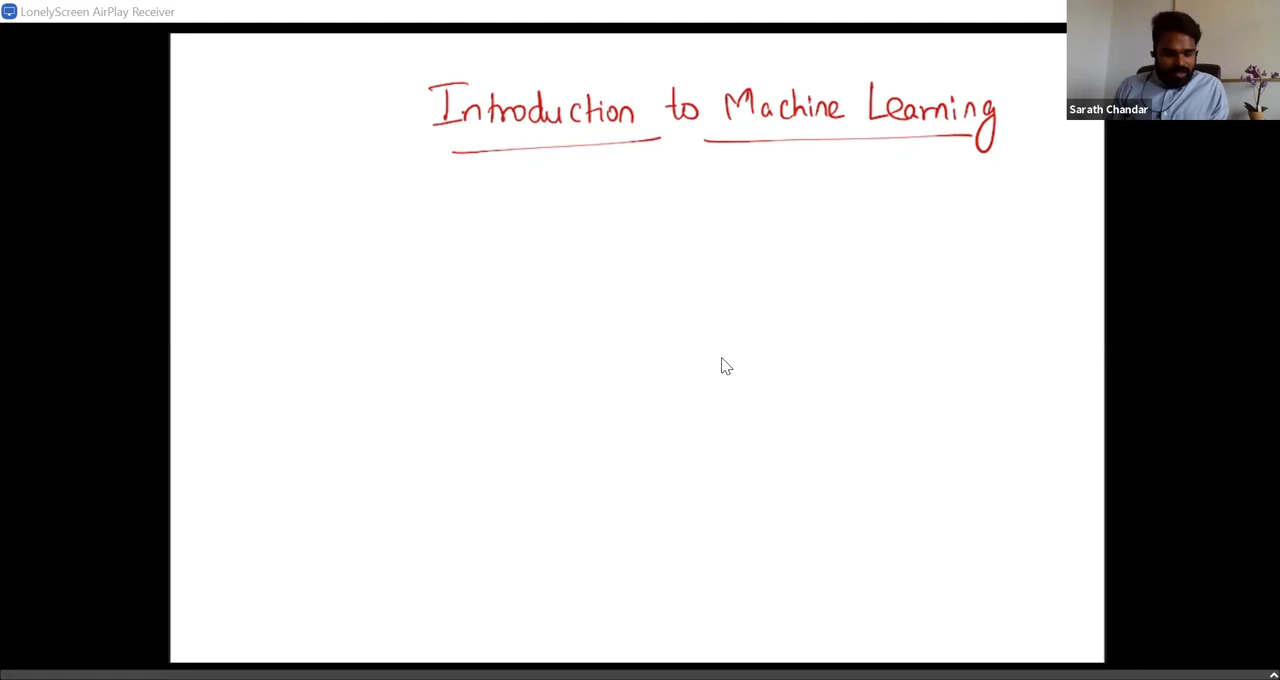 LonelyScreen AirPlay Receiver
Introduction to Machine Learning
Sarath Chandar